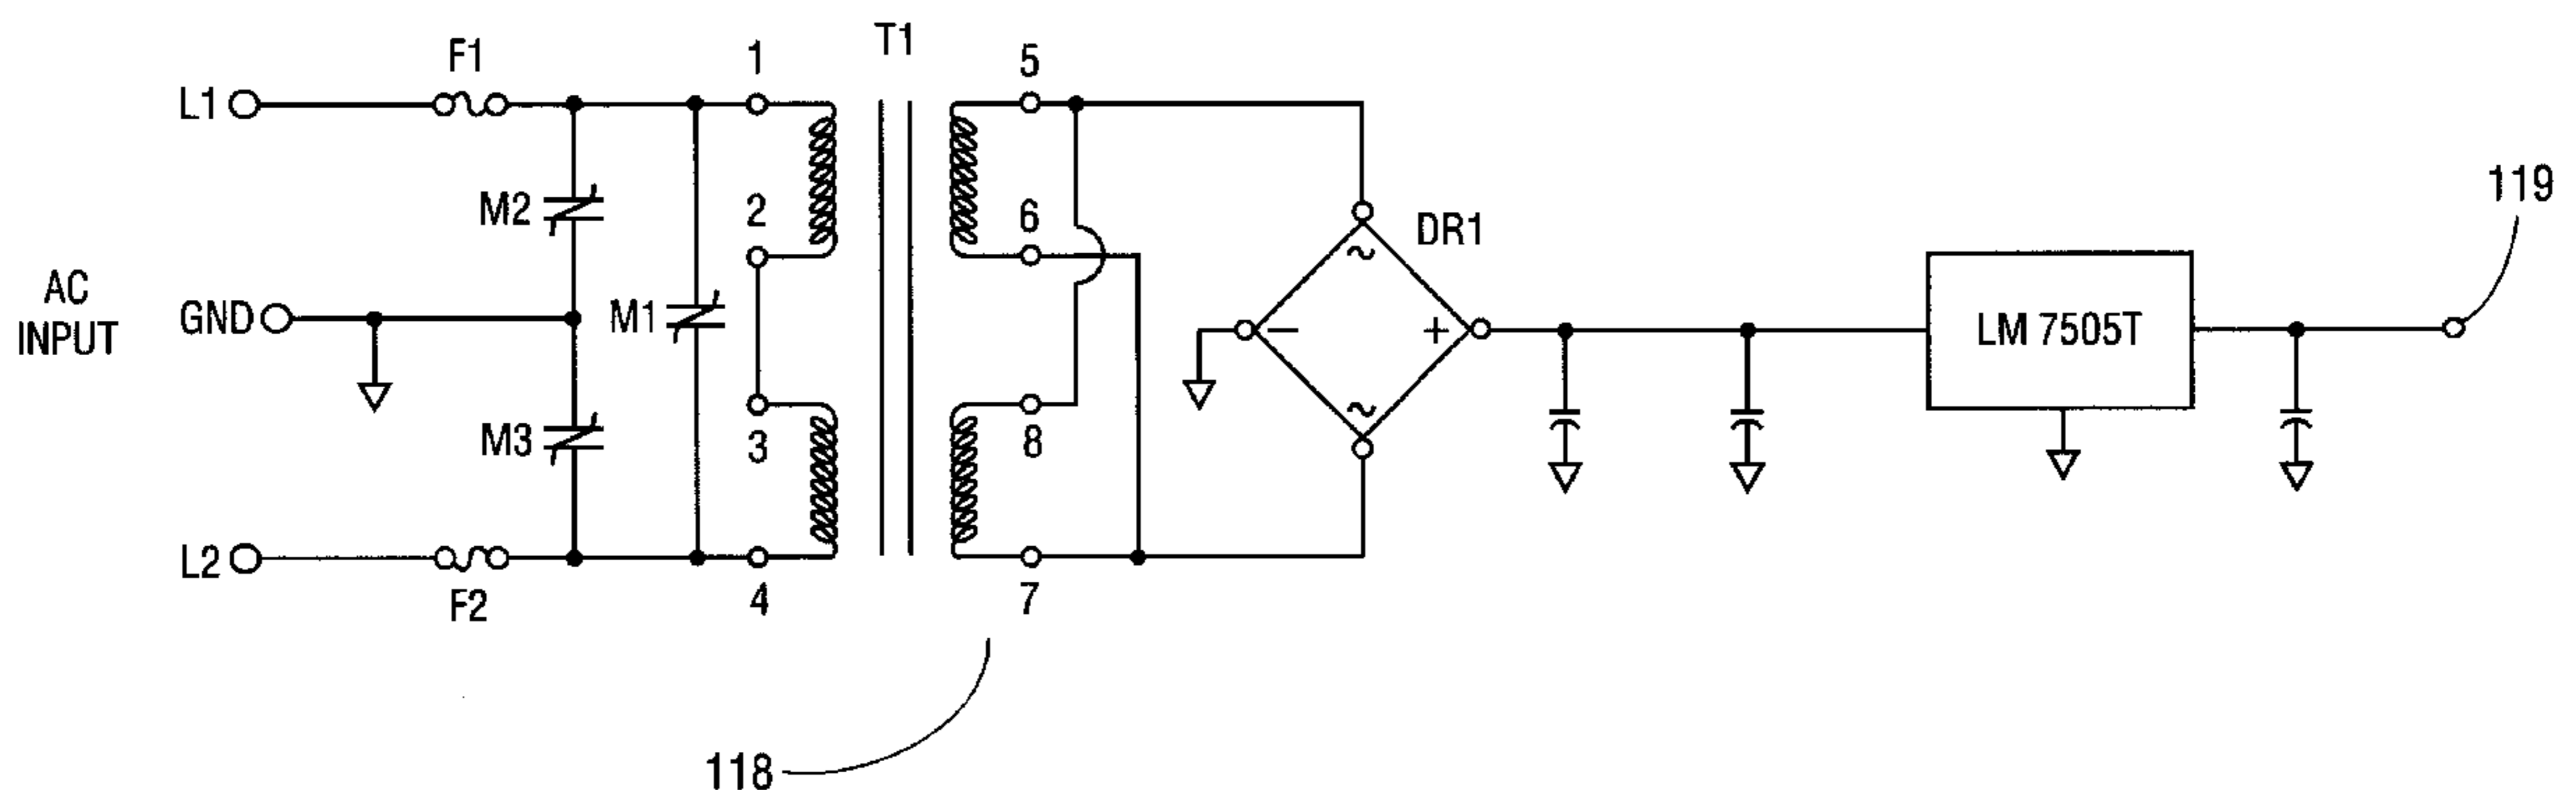 T1
F1
1
5
L1
119
M2
2
6
DR1
~
AC
INPUT
GND
M1
−
+
LM 7505T
~
M3
3
8
L2
F2
4
7
118